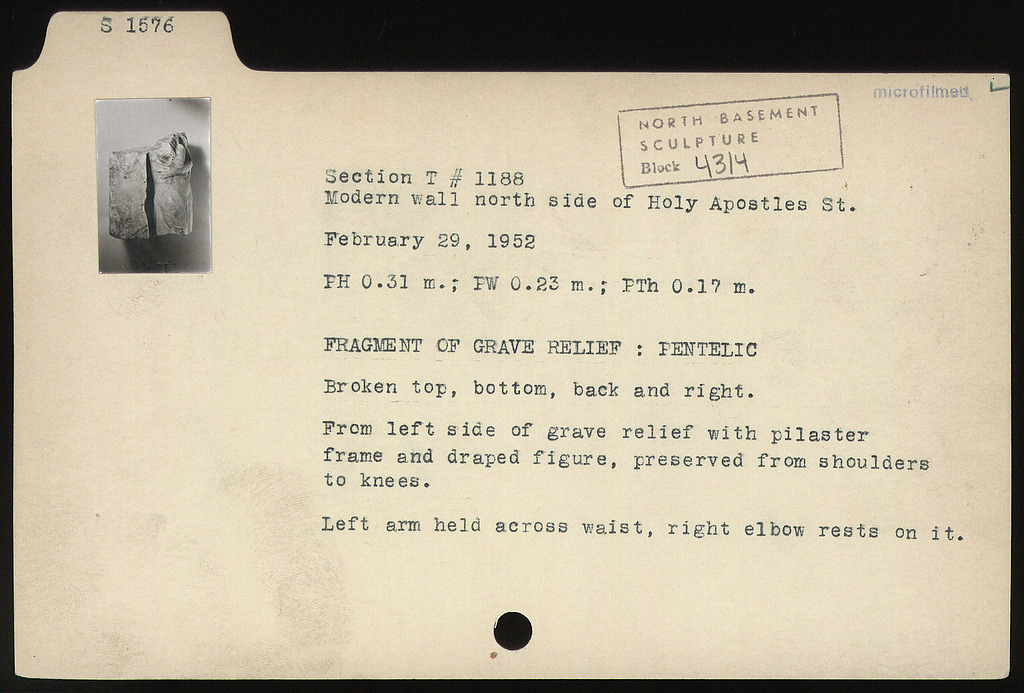 S 1576
microfilmed
NORTH BASEMENT
SCULPTURE
Block 4314
Section T # 1188
Modern wall north side of Holy Apostles St.
February 29, 1952
PH 0.31 m.; PW 0.23 m.; PTh 0.17 m.
FRAGMENT OF GRAVE RELIEF : PENTELIC
Broken top, bottom, back and right.
From left side of grave relief with pilaster
frame and draped figure, preserved from shoulders
to knees.
Left arm held across waist, right elbow rests on it.